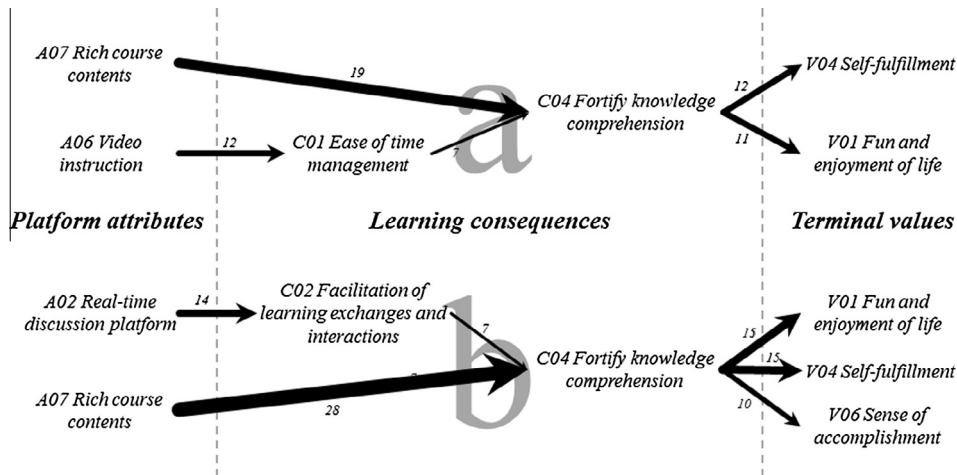 A07 Rich course
contents
19
12
V04 Self-fulfillment
C04 Fortify knowledge
comprehension
a
A06 Video
instruction
12
C01 Ease of time
management
7
11
V01 Fun and
enjoyment of life
Platform attributes
Learning consequences
Terminal values
A02 Real-time
discussion platform
14
C02 Facilitation of
learning exchanges and
interactions
7
b
C04 Fortify knowledge
comprehension
15
V01 Fun and
enjoyment of life
15
V04 Self-fulfillment
A07 Rich course
contents
28
10
V06 Sense of
accomplishment